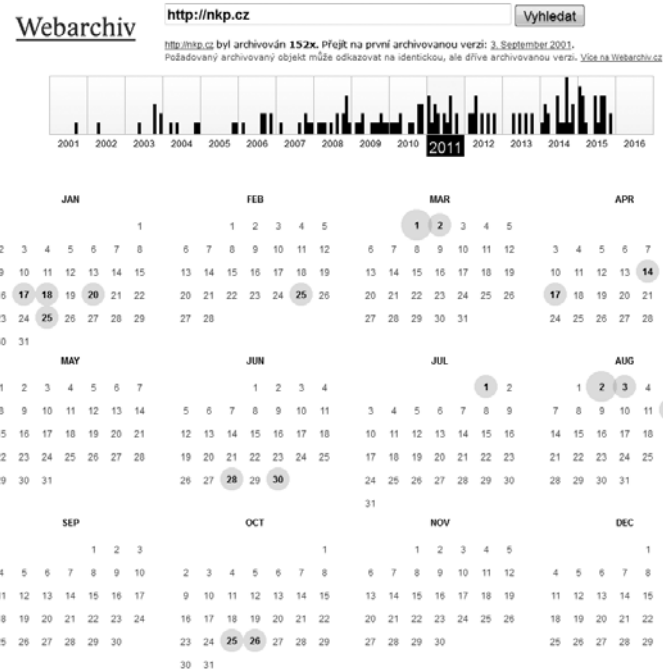 Webarchiv
http://nkp.cz
Vyhledat
http://nkp.cz byl archivován 152x. Přejít na první archivovanou verzi: 3. September 2001.
Požadovaný archivovaný objekt může odkazovat na identickou, ale dříve archivovanou verzi. Více na Webarchiv.cz
2001 2002 2003 2004 2005 2006 2007 2008 2009 2010 2011 2012 2013 2014 2015 2016
JAN FEB MAR APR
1 1 2 3 4 5 1 2 3 4 5
2 3 4 5 6 7 8 6 7 8 9 10 11 12 6 7 8 9 10 11 12 3 4 5 6 7
9 10 11 12 13 14 15 13 14 15 16 17 18 19 13 14 15 16 17 18 19 10 11 12 13 14
6 17 18 19 20 21 22 20 21 22 23 24 25 26 20 21 22 23 24 25 26 17 18 19 20 21
3 24 25 26 27 28 29 27 28 27 28 29 30 31 24 25 26 27 28
0 31
MAY JUN JUL AUG
1 2 3 4 5 6 7 1 2 3 4 1 2 1 2 3 4
8 9 10 11 12 13 14 5 6 7 8 9 10 11 3 4 5 6 7 8 9 7 8 9 10 11
5 16 17 18 19 20 21 12 13 14 15 16 17 18 10 11 12 13 14 15 16 14 15 16 17 18
2 23 24 25 26 27 28 19 20 21 22 23 24 25 17 18 19 20 21 22 23 21 22 23 24 25
9 30 31 26 27 28 29 30 24 25 26 27 28 29 30 28 29 30 31
31
SEP OCT NOV DEC
1 2 3 1 1 2 3 4 5 1
4 5 6 7 8 9 10 2 3 4 5 6 7 8 6 7 8 9 10 11 12 4 5 6 7 8
1 12 13 14 15 16 17 9 10 11 12 13 14 15 13 14 15 16 17 18 19 11 12 13 14 15
8 19 20 21 22 23 24 16 17 18 19 20 21 22 20 21 22 23 24 25 26 18 19 20 21 22
5 26 27 28 29 30 23 24 25 26 27 28 29 27 28 29 30 25 26 27 28 29
30 31